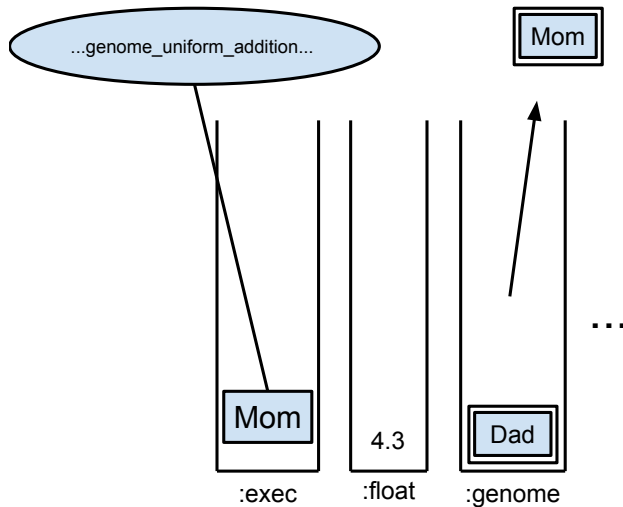 ...genome_uniform_addition...
Mom
Mom
4.3
Dad
...
:exec
:float
:genome